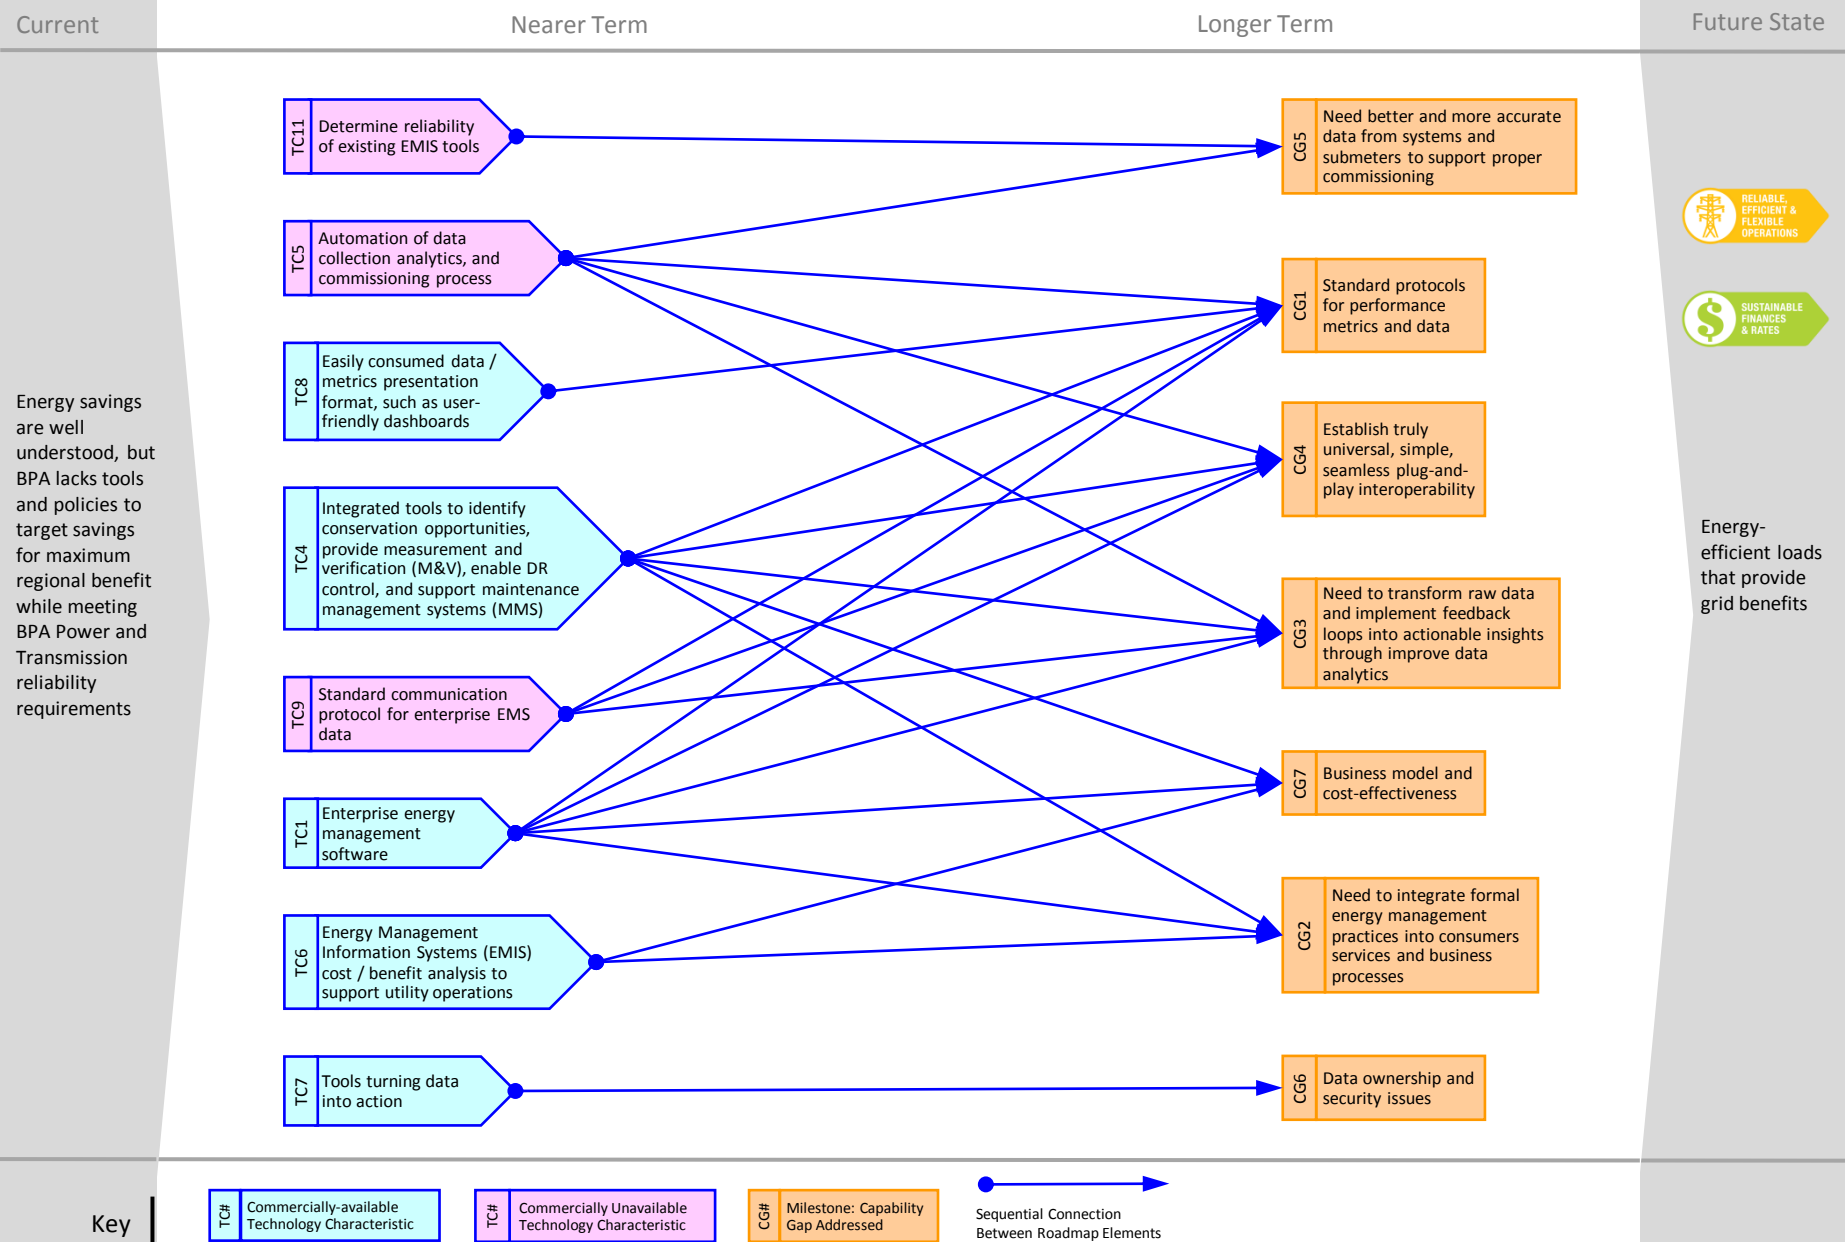 Current
Nearer Term
Longer Term
Future State
Energy savings
are well
understood, but
BPA lacks tools
and policies to
target savings
for maximum
regional benefit
while meeting
BPA Power and
Transmission
reliability
requirements
TC11
Determine reliability
of existing EMIS tools
TC5
Automation of data
collection analytics, and
commissioning process
TC8
Easily consumed data /
metrics presentation
format, such as user-
friendly dashboards
TC4
Integrated tools to identify
conservation opportunities,
provide measurement and
verification (M&V), enable DR
control, and support maintenance
management systems (MMS)
TC9
Standard communication
protocol for enterprise EMS
data
TC1
Enterprise energy
management
software
TC6
Energy Management
Information Systems (EMIS)
cost / benefit analysis to
support utility operations
TC7
Tools turning data
into action
CG5
Need better and more accurate
data from systems and
submeters to support proper
commissioning
CG1
Standard protocols
for performance
metrics and data
CG4
Establish truly
universal, simple,
seamless plug-and-
play interoperability
CG3
Need to transform raw data
and implement feedback
loops into actionable insights
through improve data
analytics
CG7
Business model and
cost-effectiveness
CG2
Need to integrate formal
energy management
practices into consumers
services and business
processes
CG6
Data ownership and
security issues
RELIABLE,
EFFICIENT &
FLEXIBLE
OPERATIONS
$
SUSTAINABLE
FINANCES
& RATES
Energy-
efficient loads
that provide
grid benefits
Key
TC#
Commercially-available
Technology Characteristic
TC#
Commercially Unavailable
Technology Characteristic
CG#
Milestone: Capability
Gap Addressed
Sequential Connection
Between Roadmap Elements